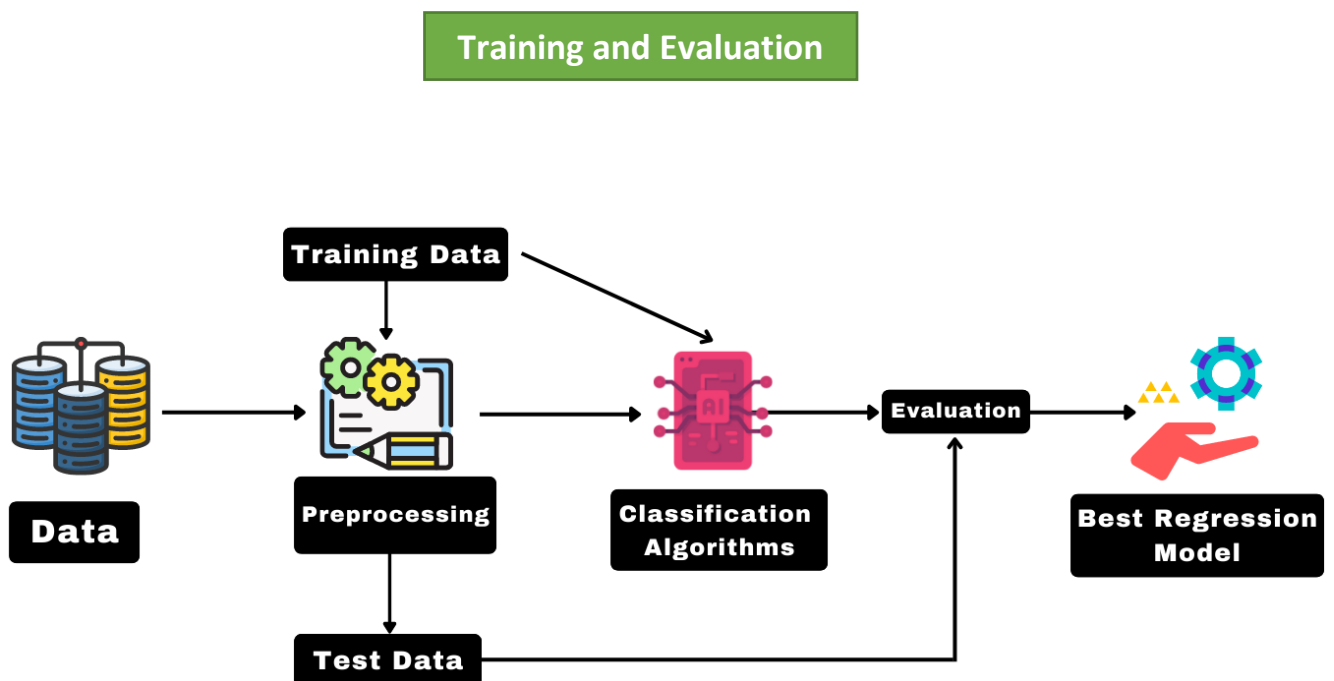 Training and Evaluation
Training Data
AI
Evaluation
Data
Preprocessing
Classification
Algorithms
Best Regression
Model
Test Data